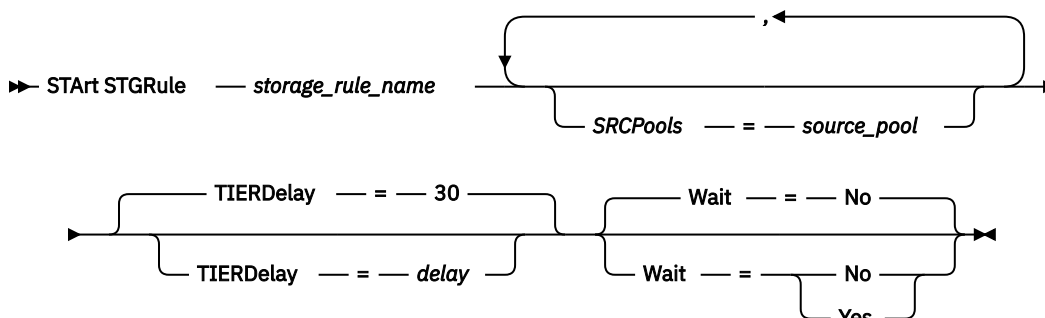 ,
STArt STGRule storage_rule_name
SRCPools = source_pool
TIERDelay = 30 Wait = No
TIERDelay = delay Wait = No
Yes